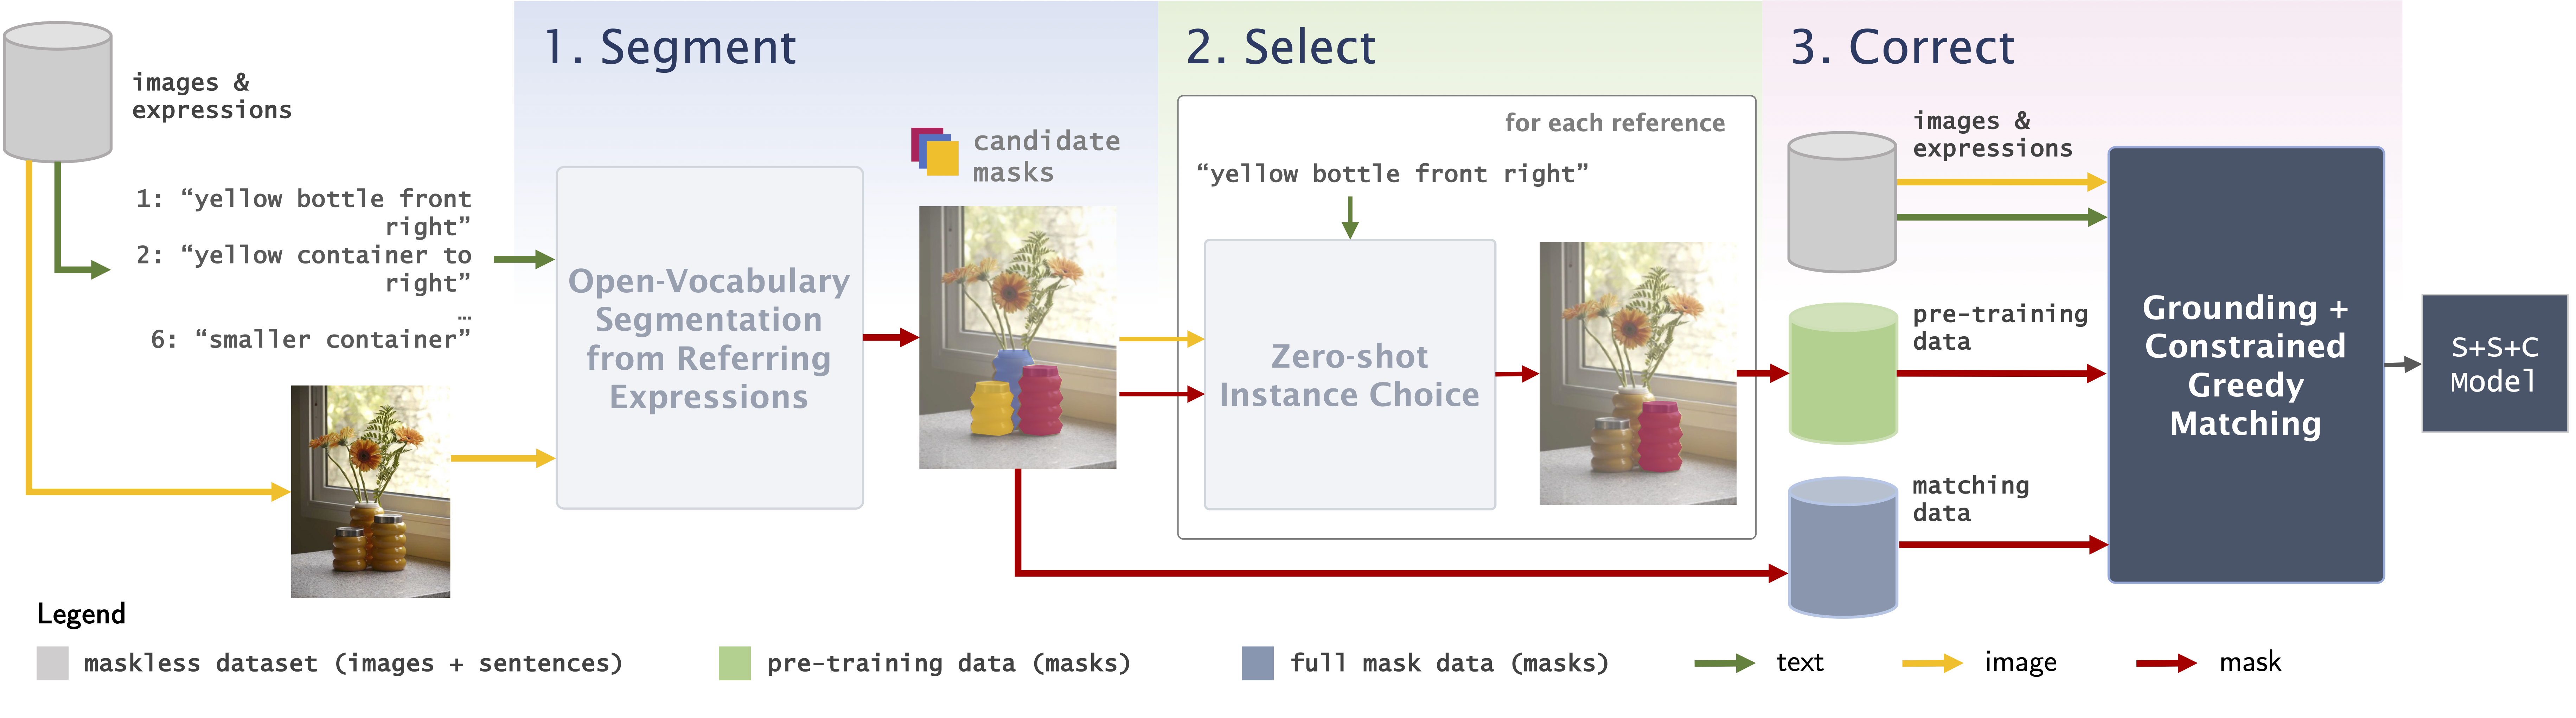 images &
expressions
1: “yellow bottle front
right”
2: “yellow container to
right”
…
6: “smaller container”
1. Segment
Open-Vocabulary
Segmentation
from Referring
Expressions
candidate
masks
2. Select
for each reference
“yellow bottle front right”
Zero-shot
Instance Choice
3. Correct
images &
expressions
pre-training
data
matching
data
Grounding +
Constrained
Greedy
Matching
S+S+C
Model
Legend
maskless dataset (images + sentences)
pre-training data (masks)
full mask data (masks)
text
image
mask